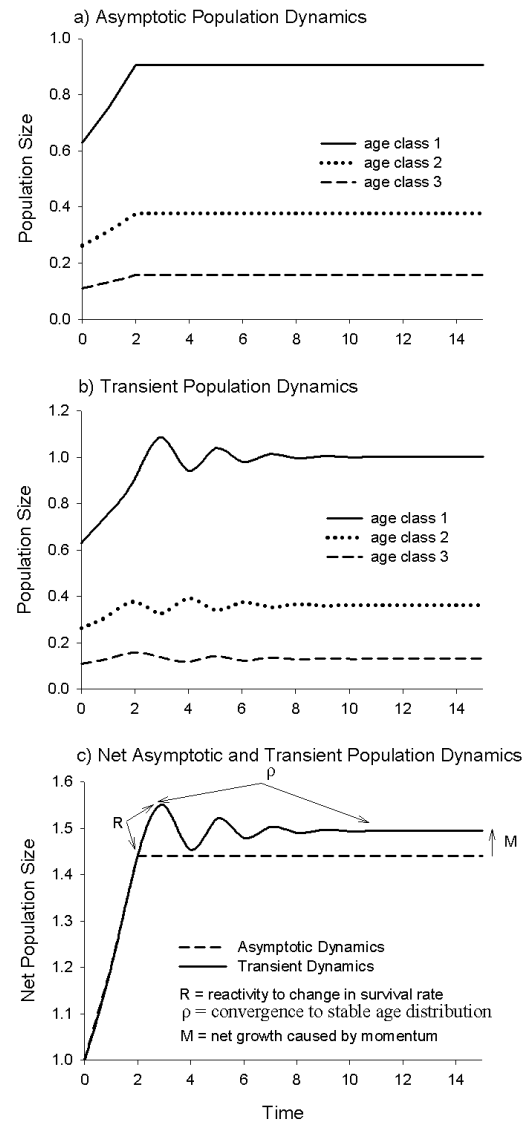 a) Asymptotic Population Dynamics
1.0
0.8
0.6
0.4
0.2
0.0
Population Size
age class 1
age class 2
age class 3
0 2 4 6 8 10 12 14
b) Transient Population Dynamics
1.2
1.0
0.8
0.6
0.4
0.2
0.0
Population Size
age class 1
age class 2
age class 3
0 2 4 6 8 10 12 14
c) Net Asymptotic and Transient Population Dynamics
1.6
1.5
1.4
1.3
1.2
1.1
1.0
Net Population Size
ρ
R
M
Asymptotic Dynamics
Transient Dynamics
R = reactivity to change in survival rate
ρ = convergence to stable age distribution
M = net growth caused by momentum
0 2 4 6 8 10 12 14
Time